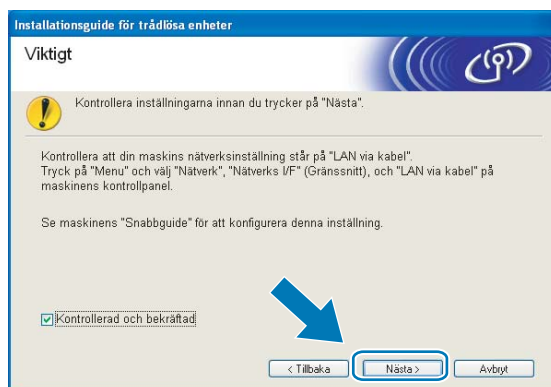 Installationsguide för trådlösa enheter
Viktigt
Kontrollera inställningarna innan du trycker på "Nästa".
Kontrollera att din maskins nätverksinställning står på "LAN via kabel".
Tryck på "Menu" och välj "Nätverk", "Nätverks I/F" (Gränssnitt), och "LAN via kabel" på
maskinens kontrollpanel.
Se maskinens "Snabbguide" för att konfigurera denna inställning.
Kontrollerad och bekräftad
< Tillbaka
Nästa >
Avbryt